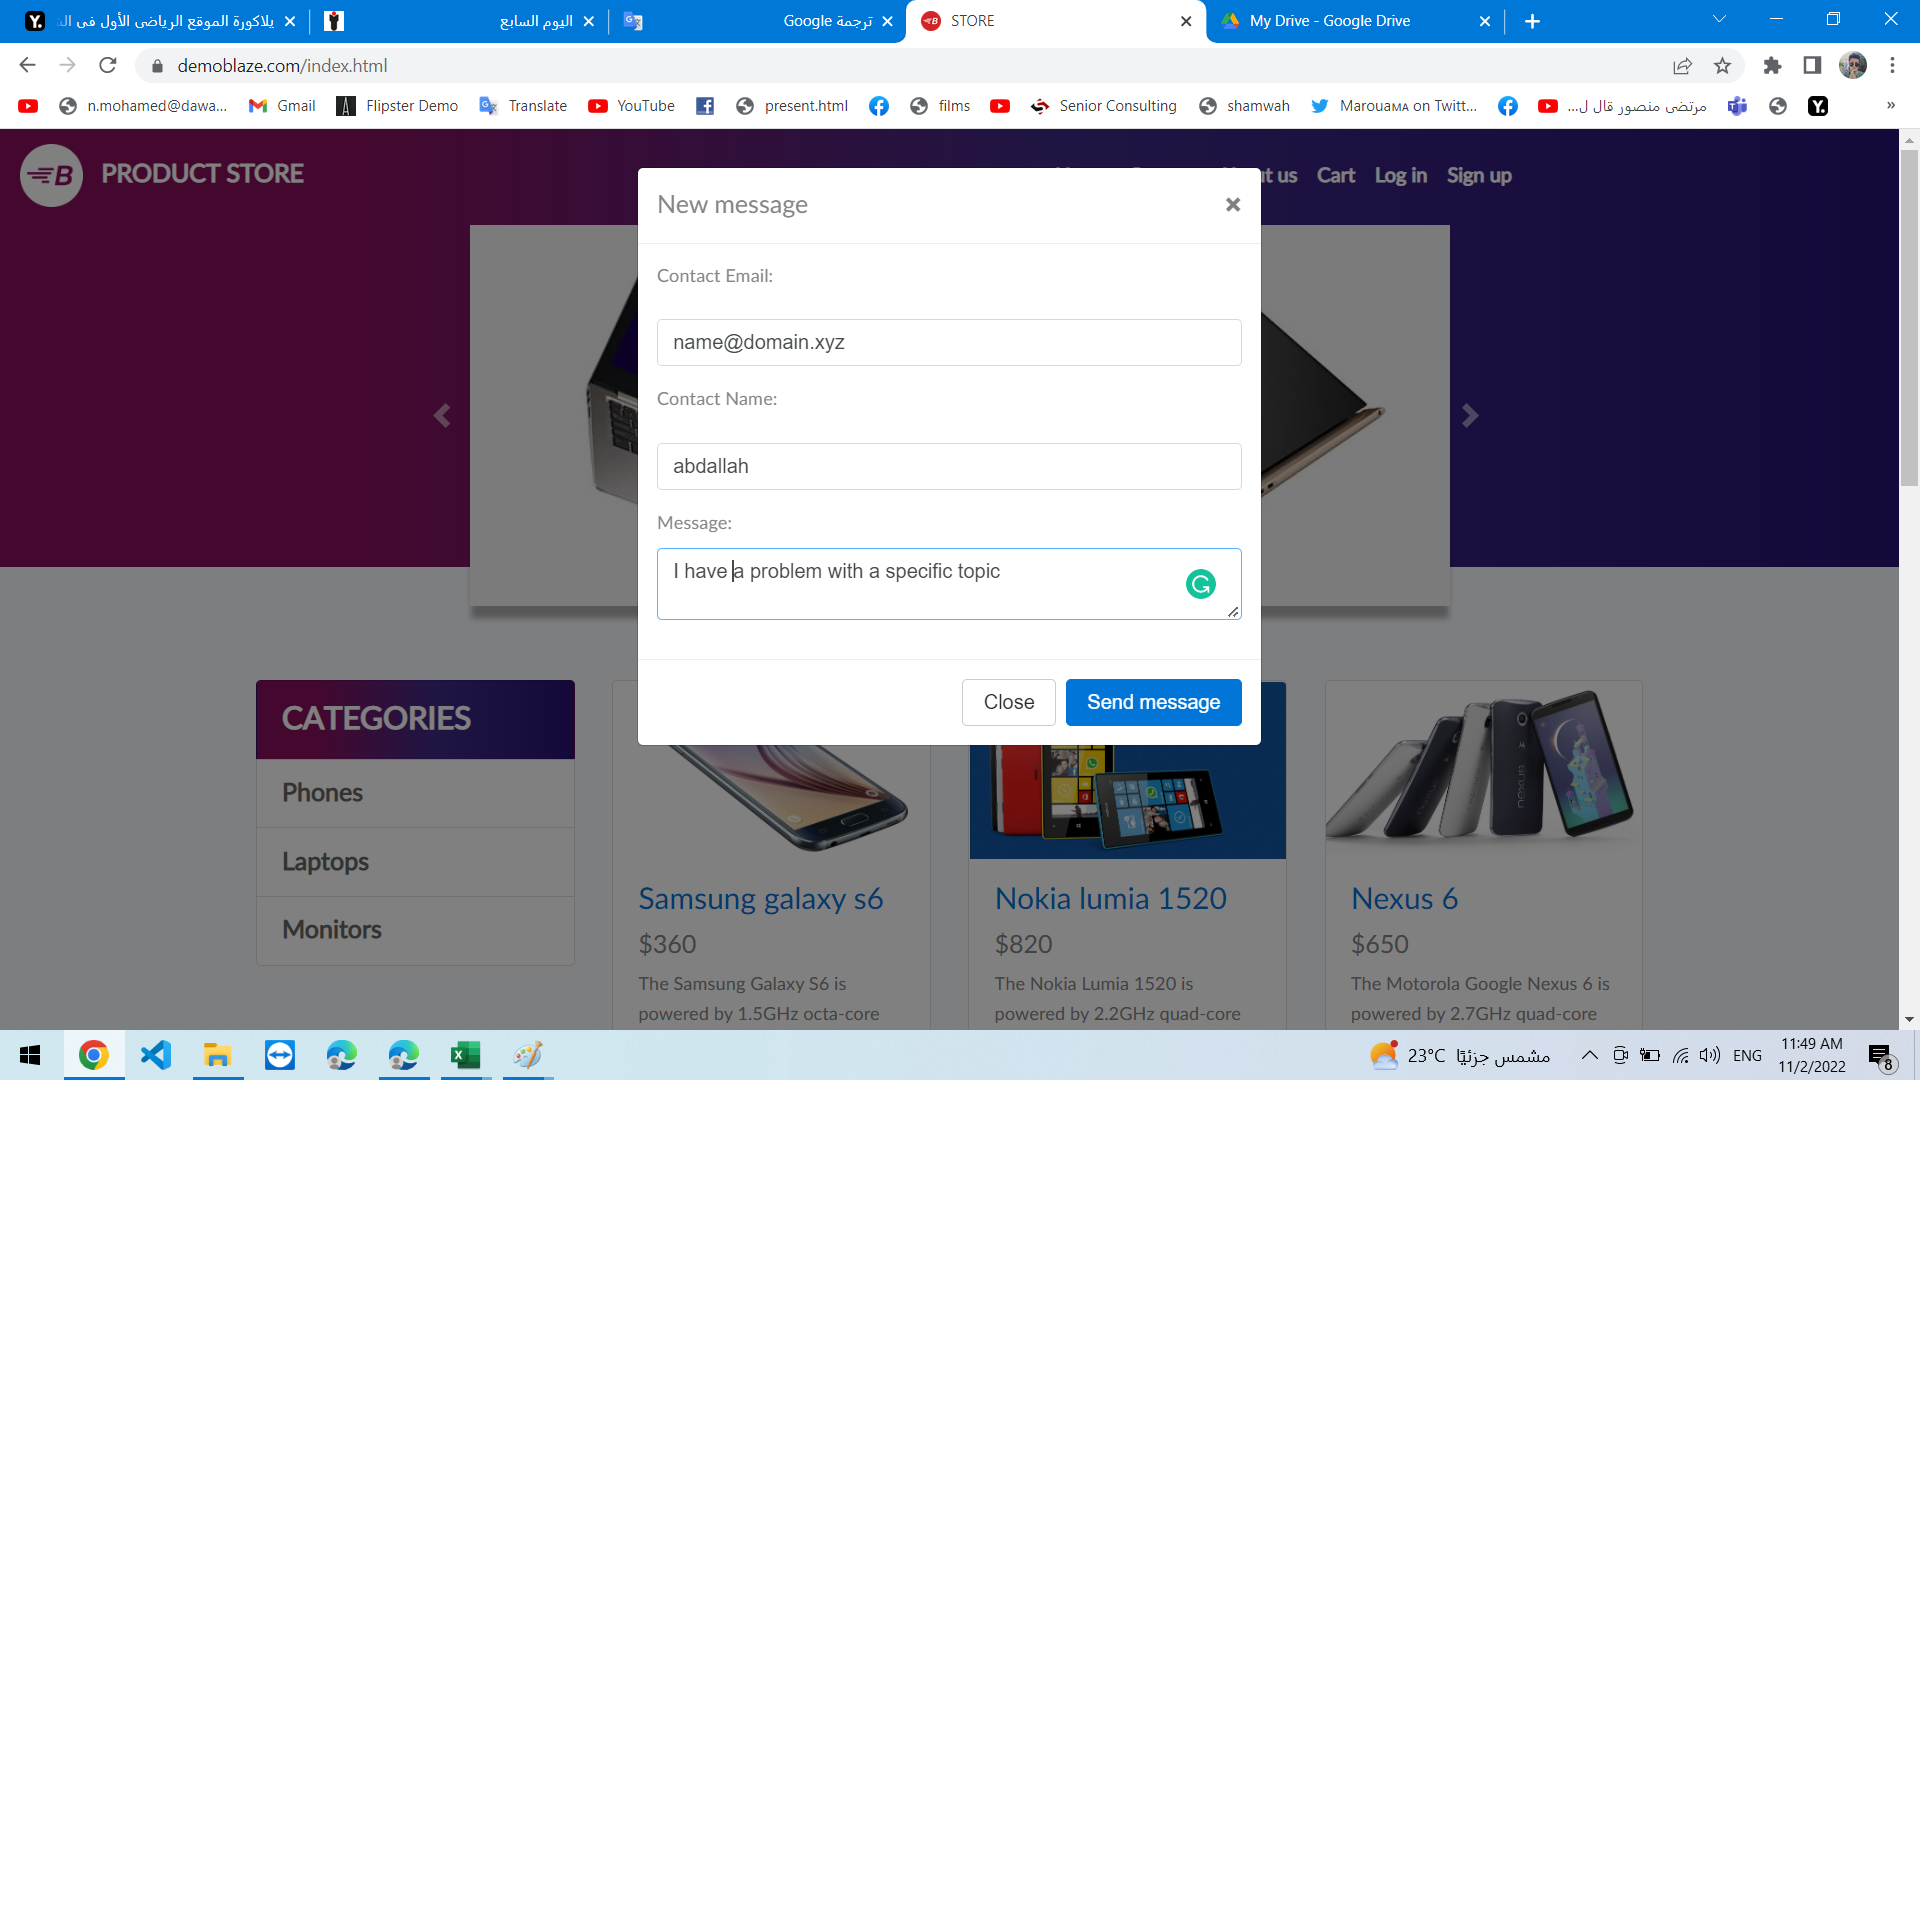 يلاكورة الموقع الرياضي الأول في
اليوم السابع
ترجمة Google
STORE
My Drive - Google Drive
demoblaze.com/index.html
n.mohamed@dawa...
Gmail
Flipster Demo
Translate
YouTube
present.html
films
Senior Consulting
shamwah
Marouaᴍᴀ on Twitt...
مرتضى منصور قال ل...
PRODUCT STORE
ut us
Cart
Log in
Sign up
New message
Contact Email:
name@domain.xyz
Contact Name:
abdallah
Message:
I have a problem with a specific topic
Close
Send message
CATEGORIES
Phones
Laptops
Monitors
Samsung galaxy s6
$360
The Samsung Galaxy S6 is
powered by 1.5GHz octa-core
Nokia lumia 1520
$820
The Nokia Lumia 1520 is
powered by 2.2GHz quad-core
Nexus 6
$650
The Motorola Google Nexus 6 is
powered by 2.7GHz quad-core
23°C مشمس جزئيًا
ENG
11:49 AM
11/2/2022
8